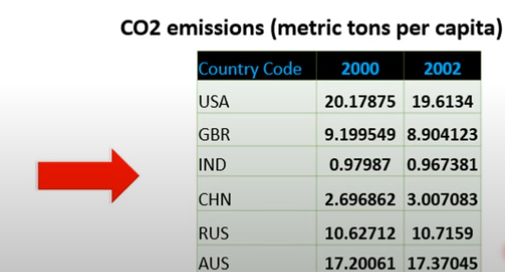 CO2 emissions (metric tons per capita)
Country Code 2000 2002
USA 20.17875 19.6134
GBR 9.199549 8.904123
IND 0.97987 0.967381
CHN 2.696862 3.007083
RUS 10.62712 10.7159
AUS 17.20061 17.37045